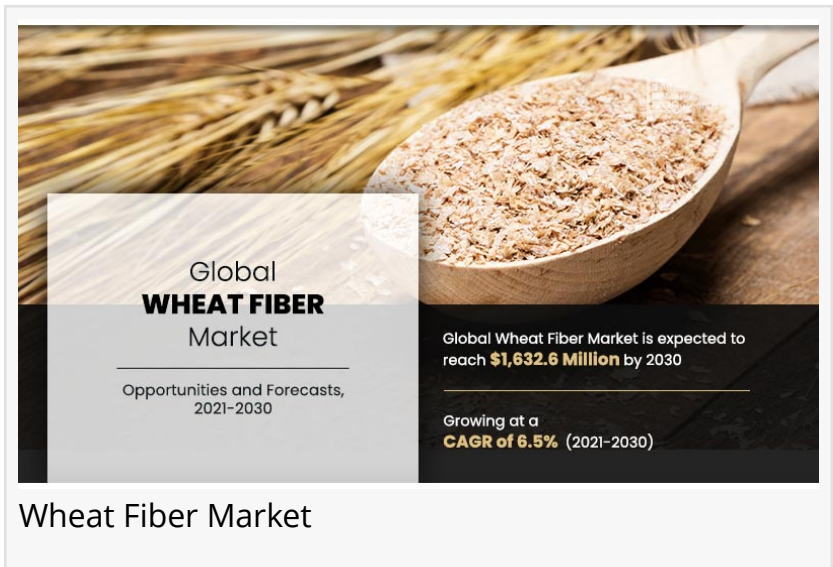 Global
WHEAT FIBER
Market
Opportunities and Forecasts,
2021-2030
Global Wheat Fiber Market is expected to
reach $1,632.6 Million by 2030
Growing at a
CAGR of 6.5% (2021-2030)
Wheat Fiber Market